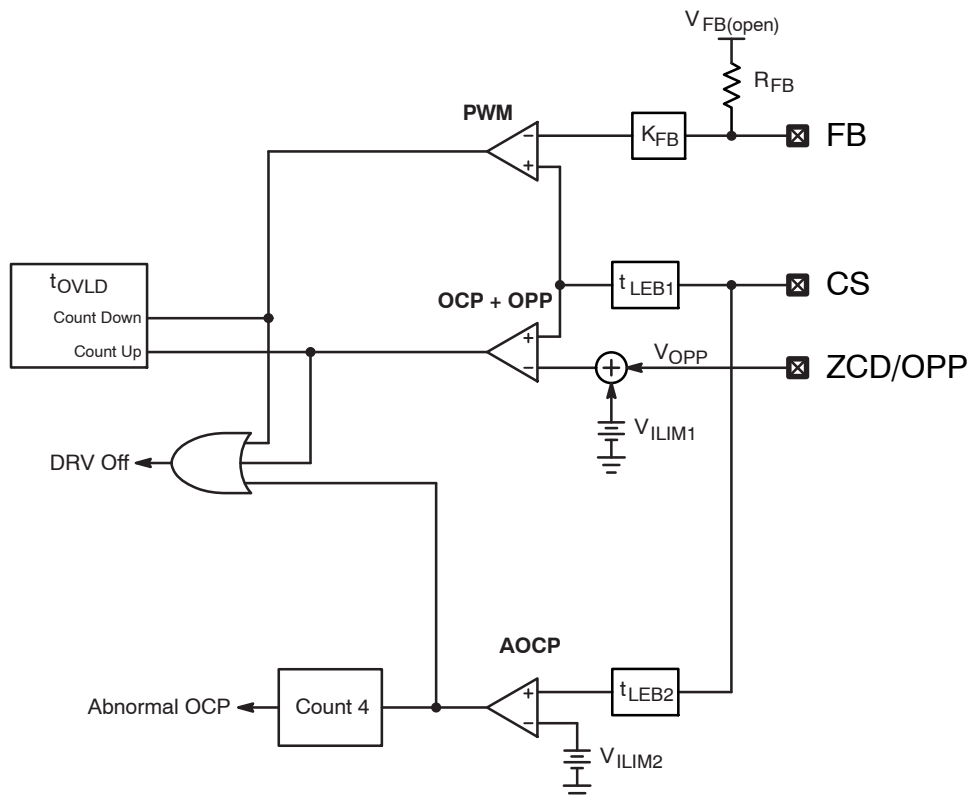 VFB(open)
RFB
PWM
−
KFB
FB
+
tOVLD
OCP + OPP
tLEB1
CS
Count Down
+
Count Up
−
VOPP
+
ZCD/OPP
VILIM1
DRV Off
AOCP
+
tLEB2
Abnormal OCP
Count 4
−
VILIM2